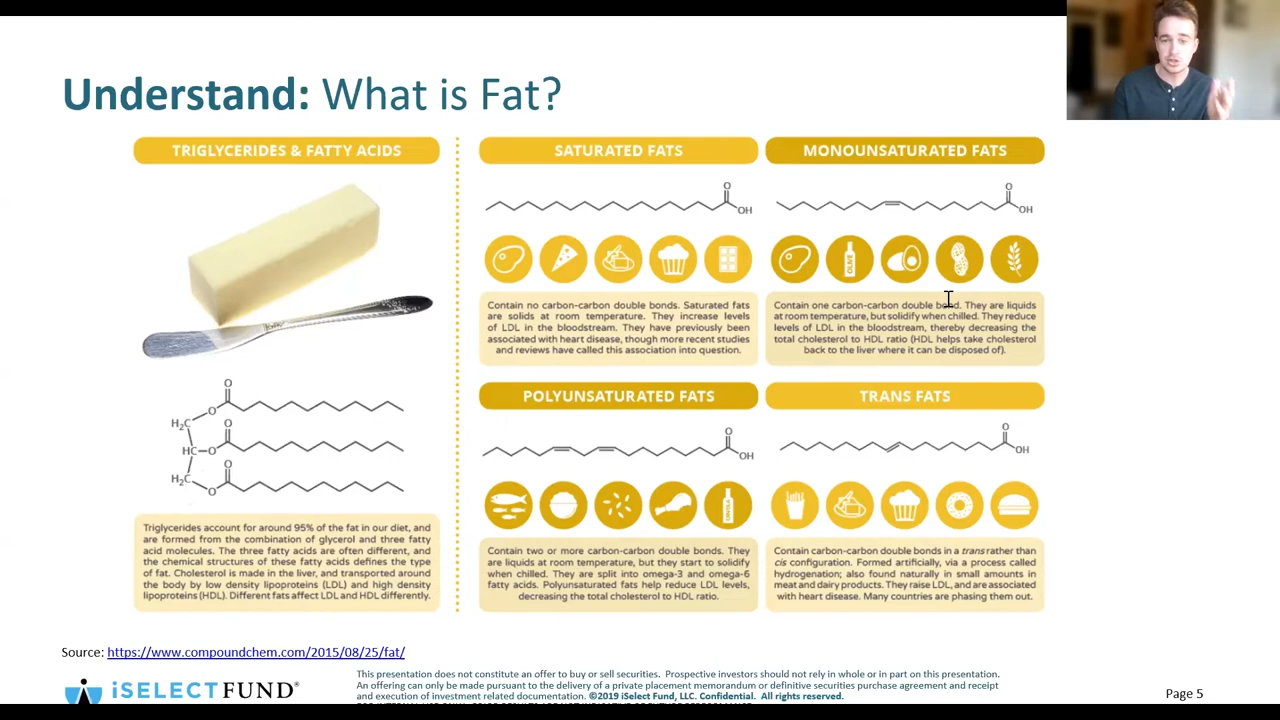 Understand: What is Fat?
TRIGLYCERIDES & FATTY ACIDS
O
O
H₂C
O
HC–O
O
H₂C
O
Triglycerides account for around 95% of the fat in our diet, and
are formed from the combination of glycerol and three fatty
acid molecules. The three fatty acids are often different, and
the chemical structures of these fatty acids defines the type
of fat. Cholesterol is made in the liver, and transported around
the body by low density lipoproteins (LDL) and high density
lipoproteins (HDL). Different fats affect LDL and HDL differently.
SATURATED FATS
O
OH
Contain no carbon-carbon double bonds. Saturated fats
are solids at room temperature. They increase levels
of LDL in the bloodstream. They have previously been
associated with heart disease, though more recent studies
and reviews have called this association into question.
MONOUNSATURATED FATS
O
OH
OLIVE
Contain one carbon-carbon double bond. They are liquids
at room temperature, but solidify when chilled. They reduce
levels of LDL in the bloodstream, thereby decreasing the
total cholesterol to HDL ratio (HDL helps take cholesterol
back to the liver where it can be disposed of).
POLYUNSATURATED FATS
O
OH
Contain two or more carbon-carbon double bonds. They
are liquids at room temperature, but they start to solidify
when chilled. They are split into omega-3 and omega-6
fatty acids. Polyunsaturated fats help reduce LDL levels,
decreasing the total cholesterol to HDL ratio.
TRANS FATS
O
OH
Contain carbon-carbon double bonds in a trans rather than
cis configuration. Formed artificially, via a process called
hydrogenation; also found naturally in small amounts in
meat and dairy products. They raise LDL, and are associated
with heart disease. Many countries are phasing them out.
Source: https://www.compoundchem.com/2015/08/25/fat/
iSELECTFUND®
This presentation does not constitute an offer to buy or sell securities. Prospective investors should not rely in whole or in part on this presentation.
An offering can only be made pursuant to the delivery of a private placement memorandum or definitive securities purchase agreement and receipt
and execution of investment related documentation. ©2019 iSelect Fund, LLC. Confidential. All rights reserved.
Page 5